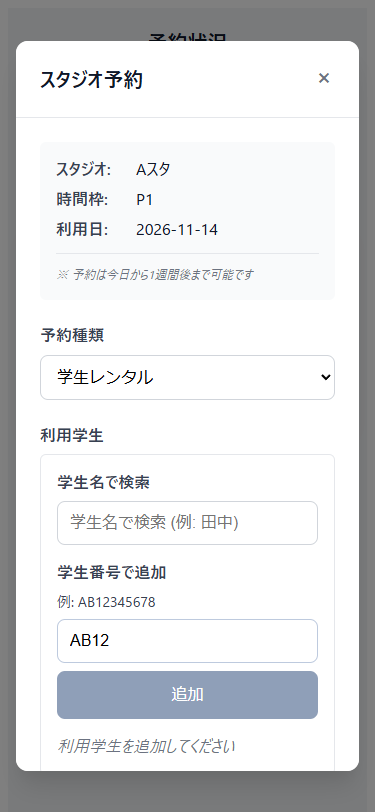 予約状況
スタジオ予約
×
スタジオ: Aスタ
時間枠: P1
利用日: 2026-11-14
※ 予約は今日から1週間後まで可能です
予約種類
学生レンタル
利用学生
学生名で検索
学生名で検索 (例: 田中)
学生番号で追加
例: AB12345678
AB12
追加
利用学生を追加してください